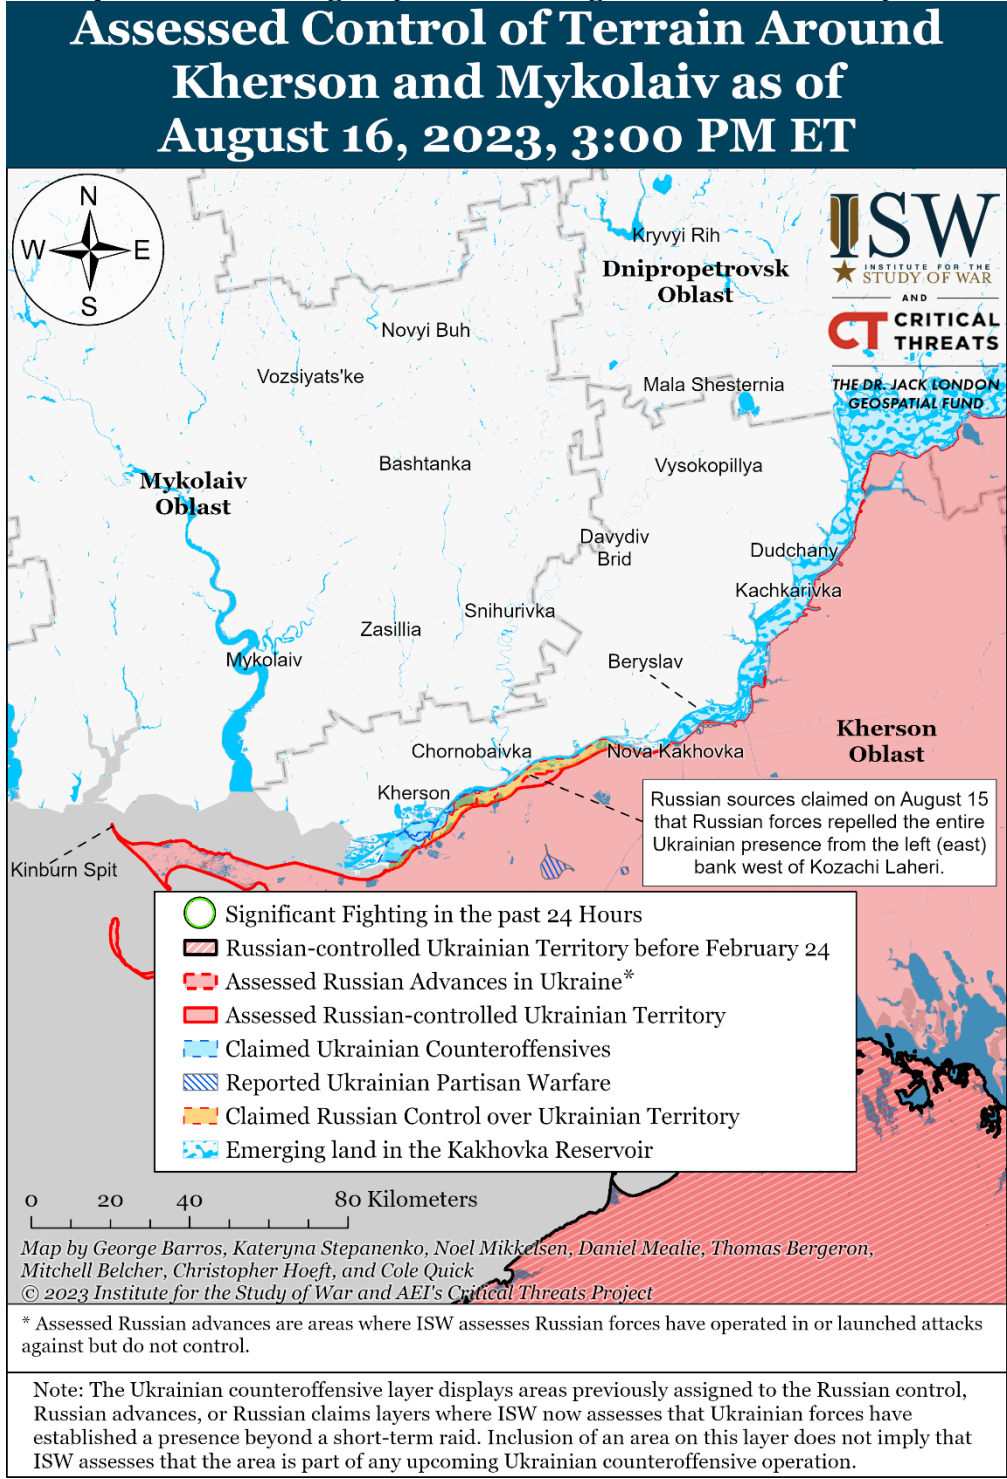 Assessed Control of Terrain Around
Kherson and Mykolaiv as of
August 16, 2023, 3:00 PM ET
N
W
E
S
ISW
INSTITUTE FOR THE
STUDY OF WAR
AND
CT CRITICAL
THREATS
THE DR. JACK LONDON
GEOSPATIAL FUND
Kryvyi Rih
Dnipropetrovsk
Oblast
Novyi Buh
Vozsiyats'ke
Mala Shesternia
Bashtanka
Vysokopillya
Mykolaiv
Oblast
Davydiv
Brid
Dudchany
Kachkarivka
Snihurivka
Zasillia
Mykolaiv
Beryslav
Kherson
Oblast
Chornobaivka
Nova Kakhovka
Kherson
Kinburn Spit
Russian sources claimed on August 15
that Russian forces repelled the entire
Ukrainian presence from the left (east)
bank west of Kozachi Laheri.
Significant Fighting in the past 24 Hours
Russian-controlled Ukrainian Territory before February 24
Assessed Russian Advances in Ukraine*
Assessed Russian-controlled Ukrainian Territory
Claimed Ukrainian Counteroffensives
Reported Ukrainian Partisan Warfare
Claimed Russian Control over Ukrainian Territory
Emerging land in the Kakhovka Reservoir
0 20 40 80 Kilometers
Map by George Barros, Kateryna Stepanenko, Noel Mikkelsen, Daniel Mealie, Thomas Bergeron,
Mitchell Belcher, Christopher Hoeft, and Cole Quick
© 2023 Institute for the Study of War and AEI's Critical Threats Project
* Assessed Russian advances are areas where ISW assesses Russian forces have operated in or launched attacks
against but do not control.
Note: The Ukrainian counteroffensive layer displays areas previously assigned to the Russian control,
Russian advances, or Russian claims layers where ISW now assesses that Ukrainian forces have
established a presence beyond a short-term raid. Inclusion of an area on this layer does not imply that
ISW assesses that the area is part of any upcoming Ukrainian counteroffensive operation.